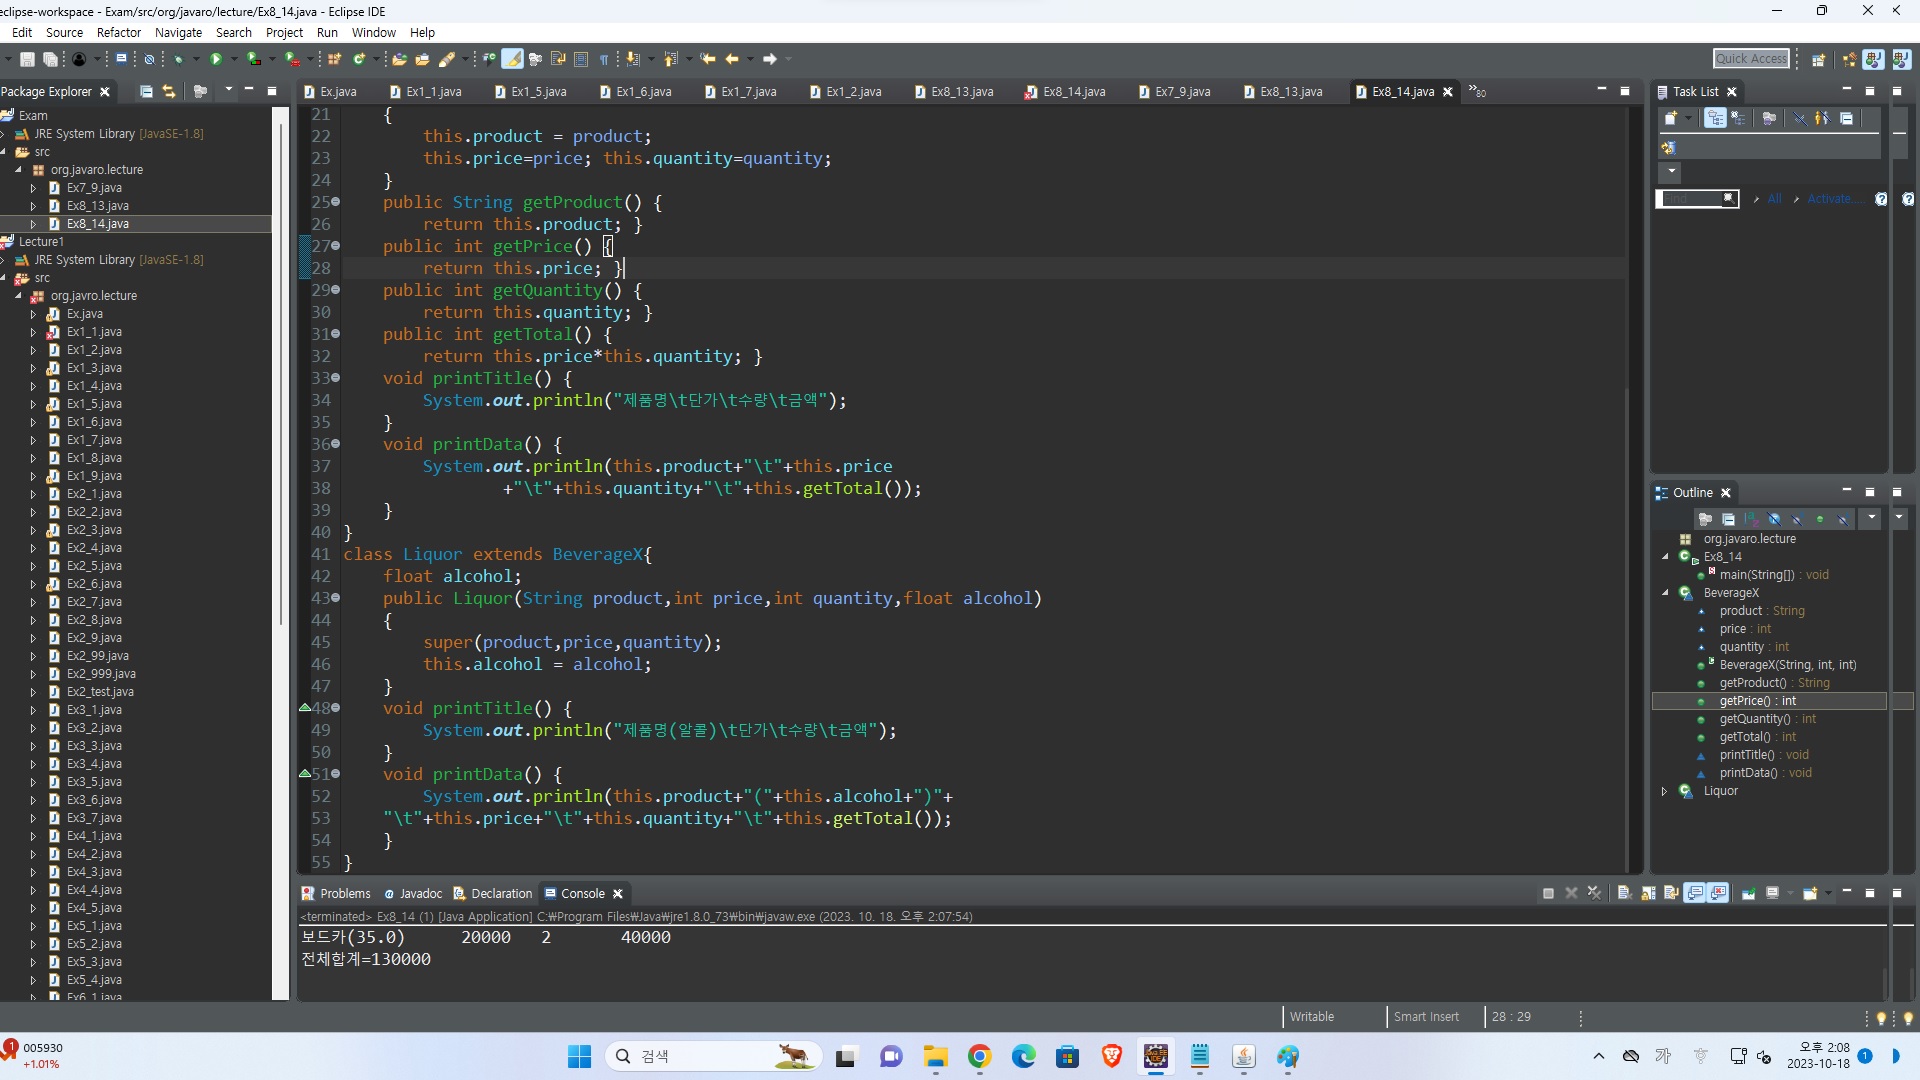 eclipse-workspace - Exam/src/org/javaro/lecture/Ex8_14.java - Eclipse IDE
Edit Source Refactor Navigate Search Project Run Window Help
Quick Access
Package Explorer
Exam
JRE System Library [JavaSE-1.8]
src
org.javaro.lecture
Ex7_9.java
Ex8_13.java
Ex8_14.java
Lecture1
JRE System Library [JavaSE-1.8]
src
org.javro.lecture
Ex.java
Ex1_1.java
Ex1_2.java
Ex1_3.java
Ex1_4.java
Ex1_5.java
Ex1_6.java
Ex1_7.java
Ex1_8.java
Ex1_9.java
Ex2_1.java
Ex2_2.java
Ex2_3.java
Ex2_4.java
Ex2_5.java
Ex2_6.java
Ex2_7.java
Ex2_8.java
Ex2_9.java
Ex2_99.java
Ex2_999.java
Ex2_test.java
Ex3_1.java
Ex3_2.java
Ex3_3.java
Ex3_4.java
Ex3_5.java
Ex3_6.java
Ex3_7.java
Ex4_1.java
Ex4_2.java
Ex4_3.java
Ex4_4.java
Ex4_5.java
Ex5_1.java
Ex5_2.java
Ex5_3.java
Ex5_4.java
Ex6_1.java
Ex.java Ex1_1.java Ex1_5.java Ex1_6.java Ex1_7.java Ex1_2.java Ex8_13.java Ex8_14.java Ex7_9.java Ex8_13.java Ex8_14.java »80
21 {
22 this.product = product;
23 this.price=price; this.quantity=quantity;
24 }
25 public String getProduct() {
26 return this.product; }
27 public int getPrice() {
28 return this.price; }
29 public int getQuantity() {
30 return this.quantity; }
31 public int getTotal() {
32 return this.price*this.quantity; }
33 void printTitle() {
34 System.out.println("제품명\t단가\t수량\t금액");
35 }
36 void printData() {
37 System.out.println(this.product+"\t"+this.price
38 +"\t"+this.quantity+"\t"+this.getTotal());
39 }
40 }
41 class Liquor extends BeverageX{
42 float alcohol;
43 public Liquor(String product,int price,int quantity,float alcohol)
44 {
45 super(product,price,quantity);
46 this.alcohol = alcohol;
47 }
48 void printTitle() {
49 System.out.println("제품명(알콜)\t단가\t수량\t금액");
50 }
51 void printData() {
52 System.out.println(this.product+"("+this.alcohol+")"+
53 "\t"+this.price+"\t"+this.quantity+"\t"+this.getTotal());
54 }
55 }
Task List
Find All Activate...
Outline
org.javaro.lecture
Ex8_14
main(String[]) : void
BeverageX
product : String
price : int
quantity : int
BeverageX(String, int, int)
getProduct() : String
getPrice() : int
getQuantity() : int
getTotal() : int
printTitle() : void
printData() : void
Liquor
Problems Javadoc Declaration Console
<terminated> Ex8_14 (1) [Java Application] C:₩Program Files₩Java₩jre1.8.0_73₩bin₩javaw.exe (2023. 10. 18. 오후 2:07:54)
보드카(35.0) 20000 2 40000
전체합계=130000
Writable Smart Insert 28 : 29
1 005930
+1.01%
검색
가
오후 2:08
2023-10-18
1